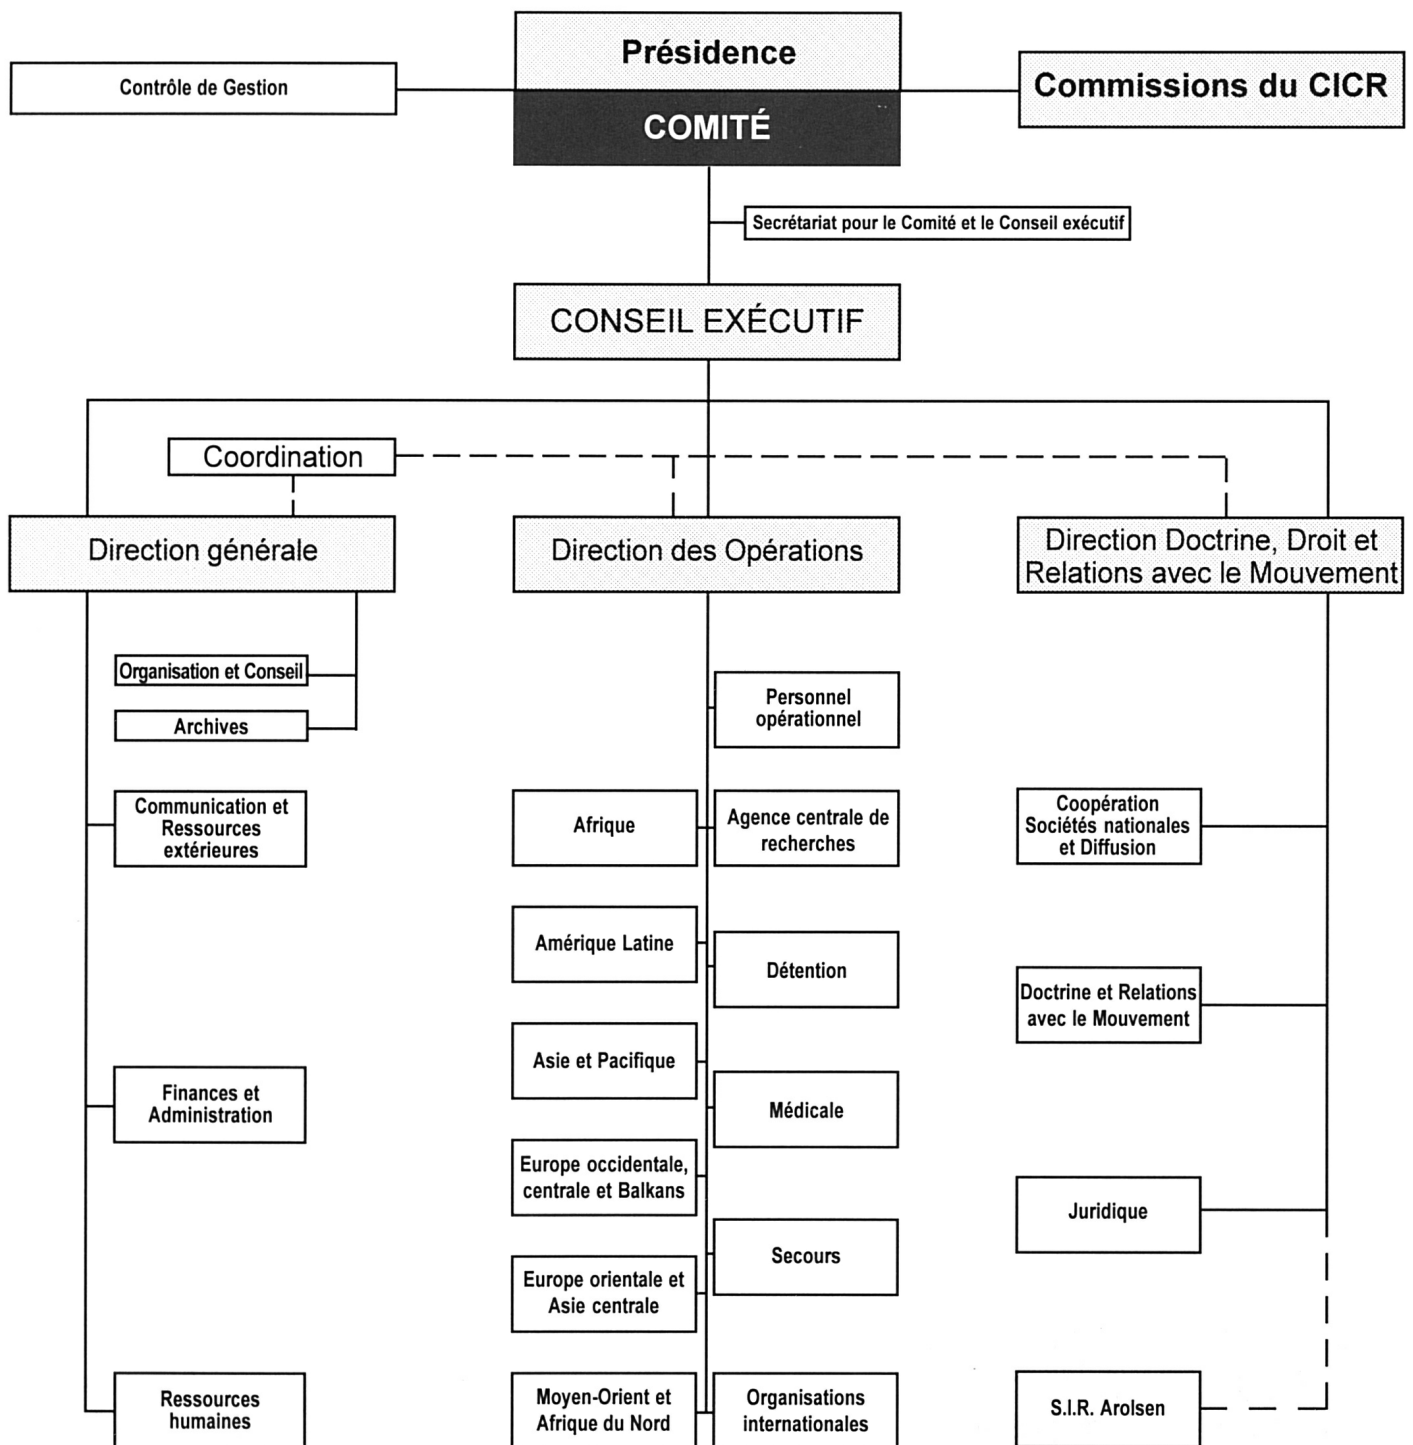 Présidence
Contrôle de Gestion
Commissions du CICR
COMITÉ
Secrétariat pour le Comité et le Conseil exécutif
CONSEIL EXÉCUTIF
Coordination
Direction générale
Direction des Opérations
Direction Doctrine, Droit et
Relations avec le Mouvement
Organisation et Conseil
Archives
Communication et
Ressources
extérieures
Finances et
Administration
Ressources
humaines
Personnel
opérationnel
Afrique
Agence centrale de
recherches
Amérique Latine
Détention
Asie et Pacifique
Médicale
Europe occidentale,
centrale et Balkans
Secours
Europe orientale et
Asie centrale
Moyen-Orient et
Afrique du Nord
Organisations
internationales
Coopération
Sociétés nationales
et Diffusion
Doctrine et Relations
avec le Mouvement
Juridique
S.I.R. Arolsen